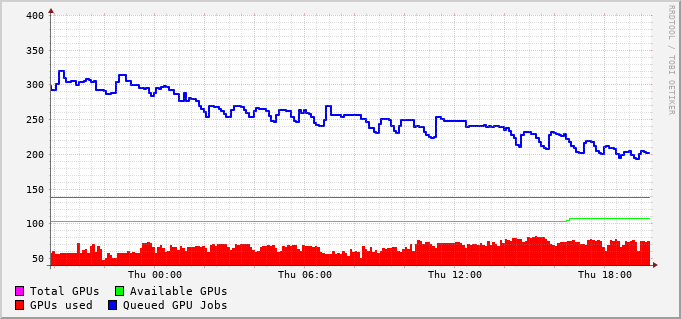 400
350
300
250
200
150
100
50
Thu 00:00 Thu 06:00 Thu 12:00 Thu 18:00
Total GPUs Available GPUs
GPUs used Queued GPU Jobs
RRDTOOL / TOBI OETIKER